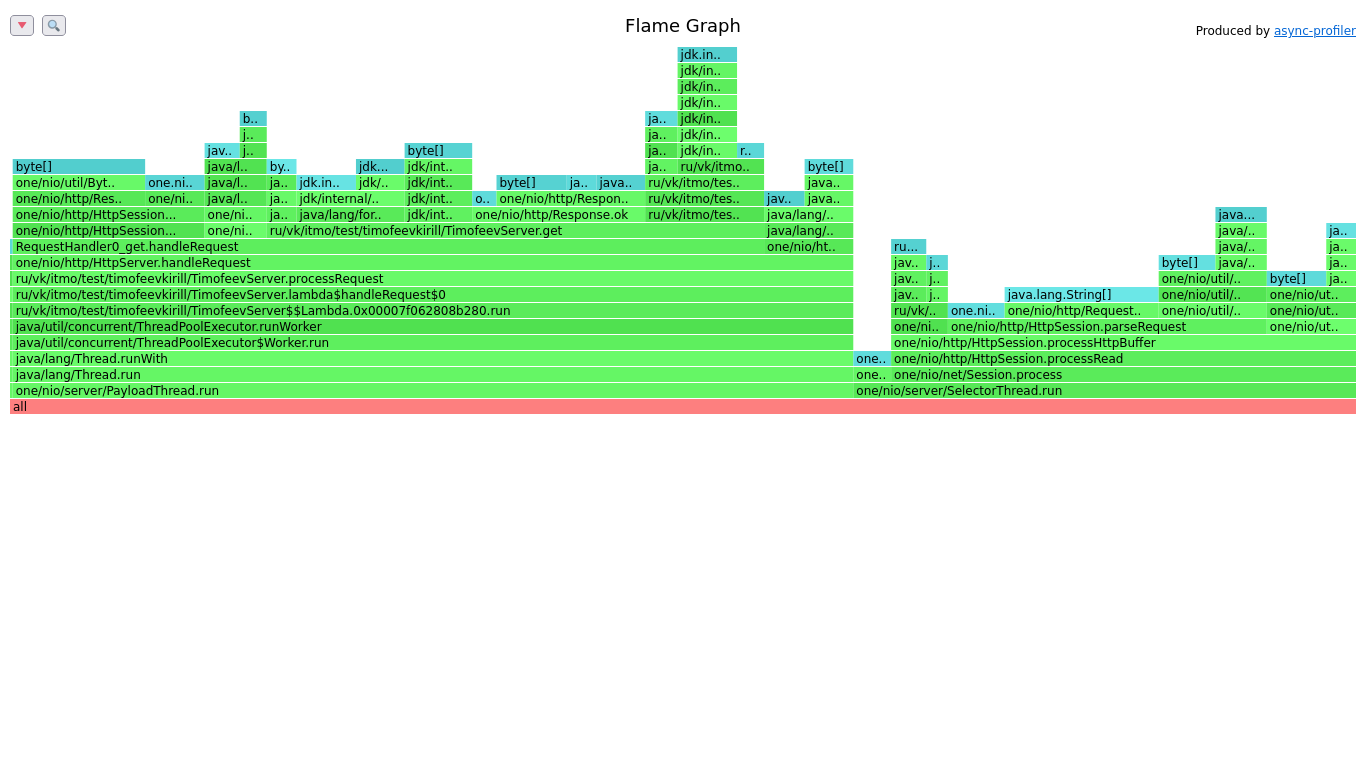 Flame Graph
Produced by async-profiler
jdk.in..
jdk/in..
jdk/in..
jdk/in..
b.. ja.. jdk/in..
j.. ja.. jdk/in..
jav.. j.. byte[] ja.. jdk/in.. r..
byte[] java/l.. by.. jdk... jdk/int.. ja.. ru/vk/itmo.. byte[]
one/nio/util/Byt.. one.ni.. java/l.. ja.. jdk.in.. jdk/.. jdk/int.. byte[] ja.. java.. ru/vk/itmo/tes.. java..
one/nio/http/Res.. one/ni.. java/l.. ja.. jdk/internal/.. jdk/int.. o.. one/nio/http/Respon.. ru/vk/itmo/tes.. jav.. java..
one/nio/http/HttpSession... one/ni.. ja.. java/lang/for.. jdk/int.. one/nio/http/Response.ok ru/vk/itmo/tes.. java/lang/.. java...
one/nio/http/HttpSession... one/ni.. ru/vk/itmo/test/timofeevkirill/TimofeevServer.get java/lang/.. java/.. ja..
RequestHandler0_get.handleRequest one/nio/ht.. ru... java/.. ja..
one/nio/http/HttpServer.handleRequest jav.. j.. byte[] java/.. ja..
ru/vk/itmo/test/timofeevkirill/TimofeevServer.processRequest jav.. j.. one/nio/util/.. byte[] ja..
ru/vk/itmo/test/timofeevkirill/TimofeevServer.lambda$handleRequest$0 jav.. j.. java.lang.String[] one/nio/util/.. one/nio/ut..
ru/vk/itmo/test/timofeevkirill/TimofeevServer$$Lambda.0x00007f062808b280.run ru/vk/.. one.ni.. one/nio/http/Request.. one/nio/util/.. one/nio/ut..
java/util/concurrent/ThreadPoolExecutor.runWorker one/ni.. one/nio/http/HttpSession.parseRequest one/nio/ut..
java/util/concurrent/ThreadPoolExecutor$Worker.run one/nio/http/HttpSession.processHttpBuffer
java/lang/Thread.runWith one.. one/nio/http/HttpSession.processRead
java/lang/Thread.run one.. one/nio/net/Session.process
one/nio/server/PayloadThread.run one/nio/server/SelectorThread.run
all